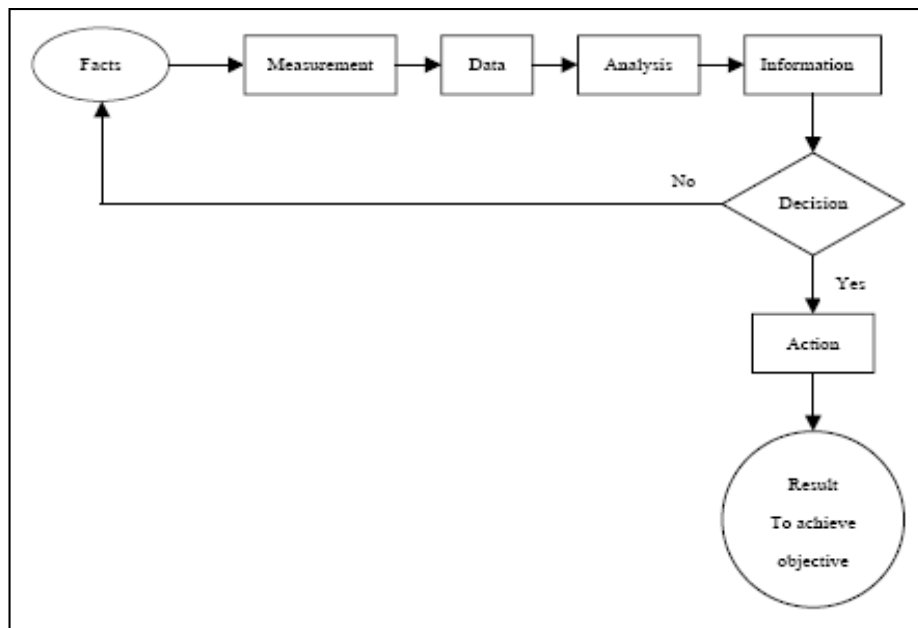 Facts
Measurement
Data
Analysis
Information
No
Decision
Yes
Action
Result
To achieve
objective